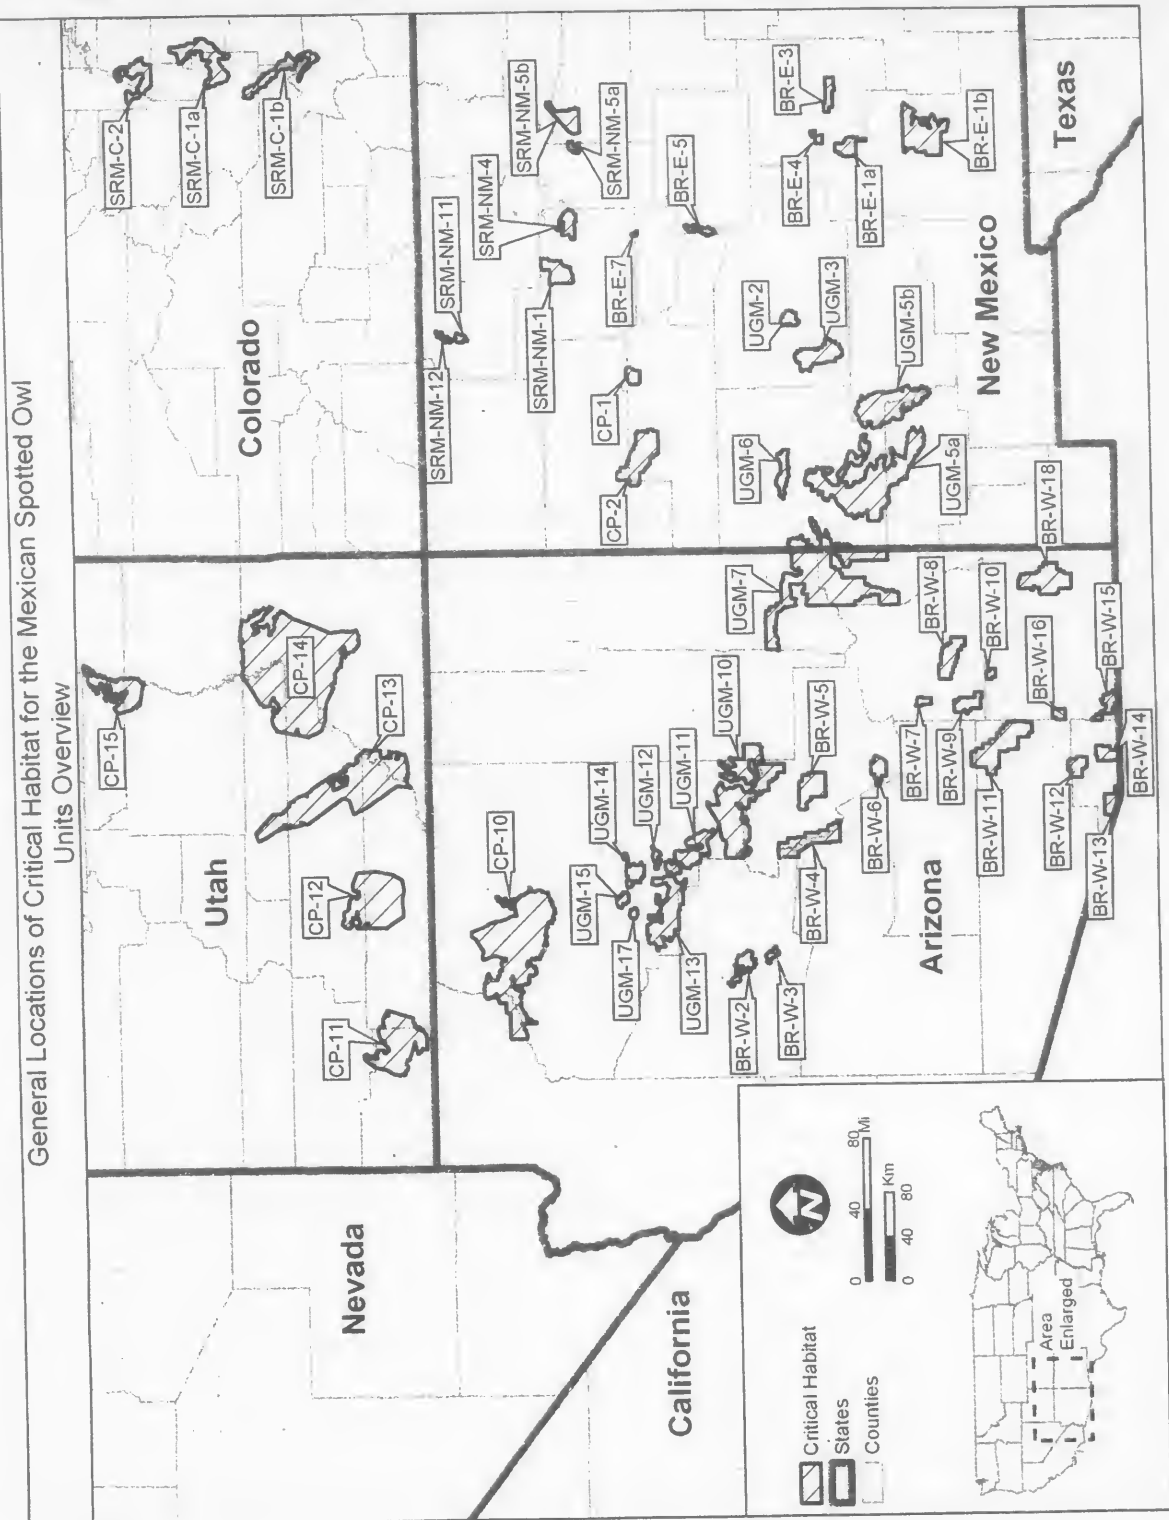 General Locations of Critical Habitat for the Mexican Spotted Owl
Units Overview
Nevada
Utah
Colorado
California
Arizona
New Mexico
Texas
CP-15
CP-14
CP-13
CP-12
CP-11
SRM-C-2
SRM-C-1a
SRM-C-1b
SRM-NM-12
SRM-NM-11
SRM-NM-4
SRM-NM-5b
SRM-NM-5a
SRM-NM-1
BR-E-7
BR-E-5
CP-1
CP-2
CP-10
UGM-15
UGM-14
UGM-17
UGM-12
UGM-11
UGM-13
UGM-10
UGM-7
UGM-6
UGM-2
UGM-3
UGM-5b
UGM-5a
BR-E-3
BR-E-4
BR-E-1a
BR-E-1b
BR-W-2
BR-W-3
BR-W-4
BR-W-5
BR-W-6
BR-W-7
BR-W-8
BR-W-9
BR-W-10
BR-W-11
BR-W-16
BR-W-18
BR-W-12
BR-W-13
BR-W-14
BR-W-15
Critical Habitat
States
Counties
N
0 40 80 Mi
0 40 80 Km
Area
Enlarged